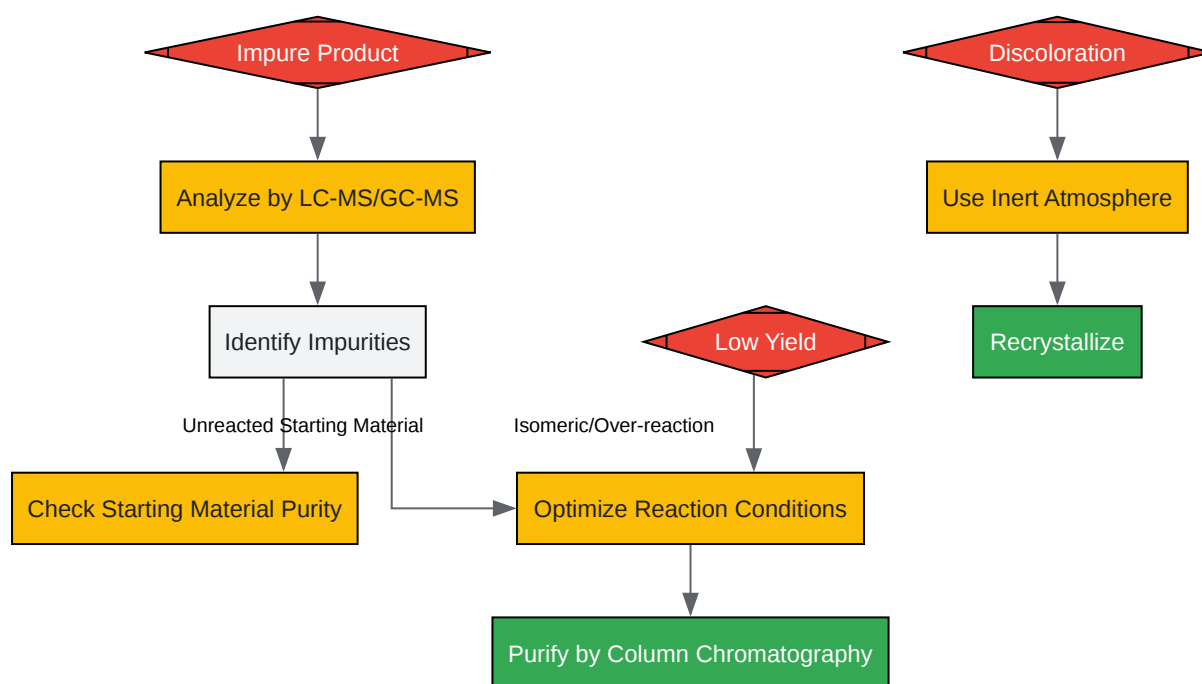 Impure Product
Discoloration
Analyze by LC-MS/GC-MS
Use Inert Atmosphere
Identify Impurities
Low Yield
Recrystallize
Unreacted Starting Material
Isomeric/Over-reaction
Check Starting Material Purity
Optimize Reaction Conditions
Purify by Column Chromatography